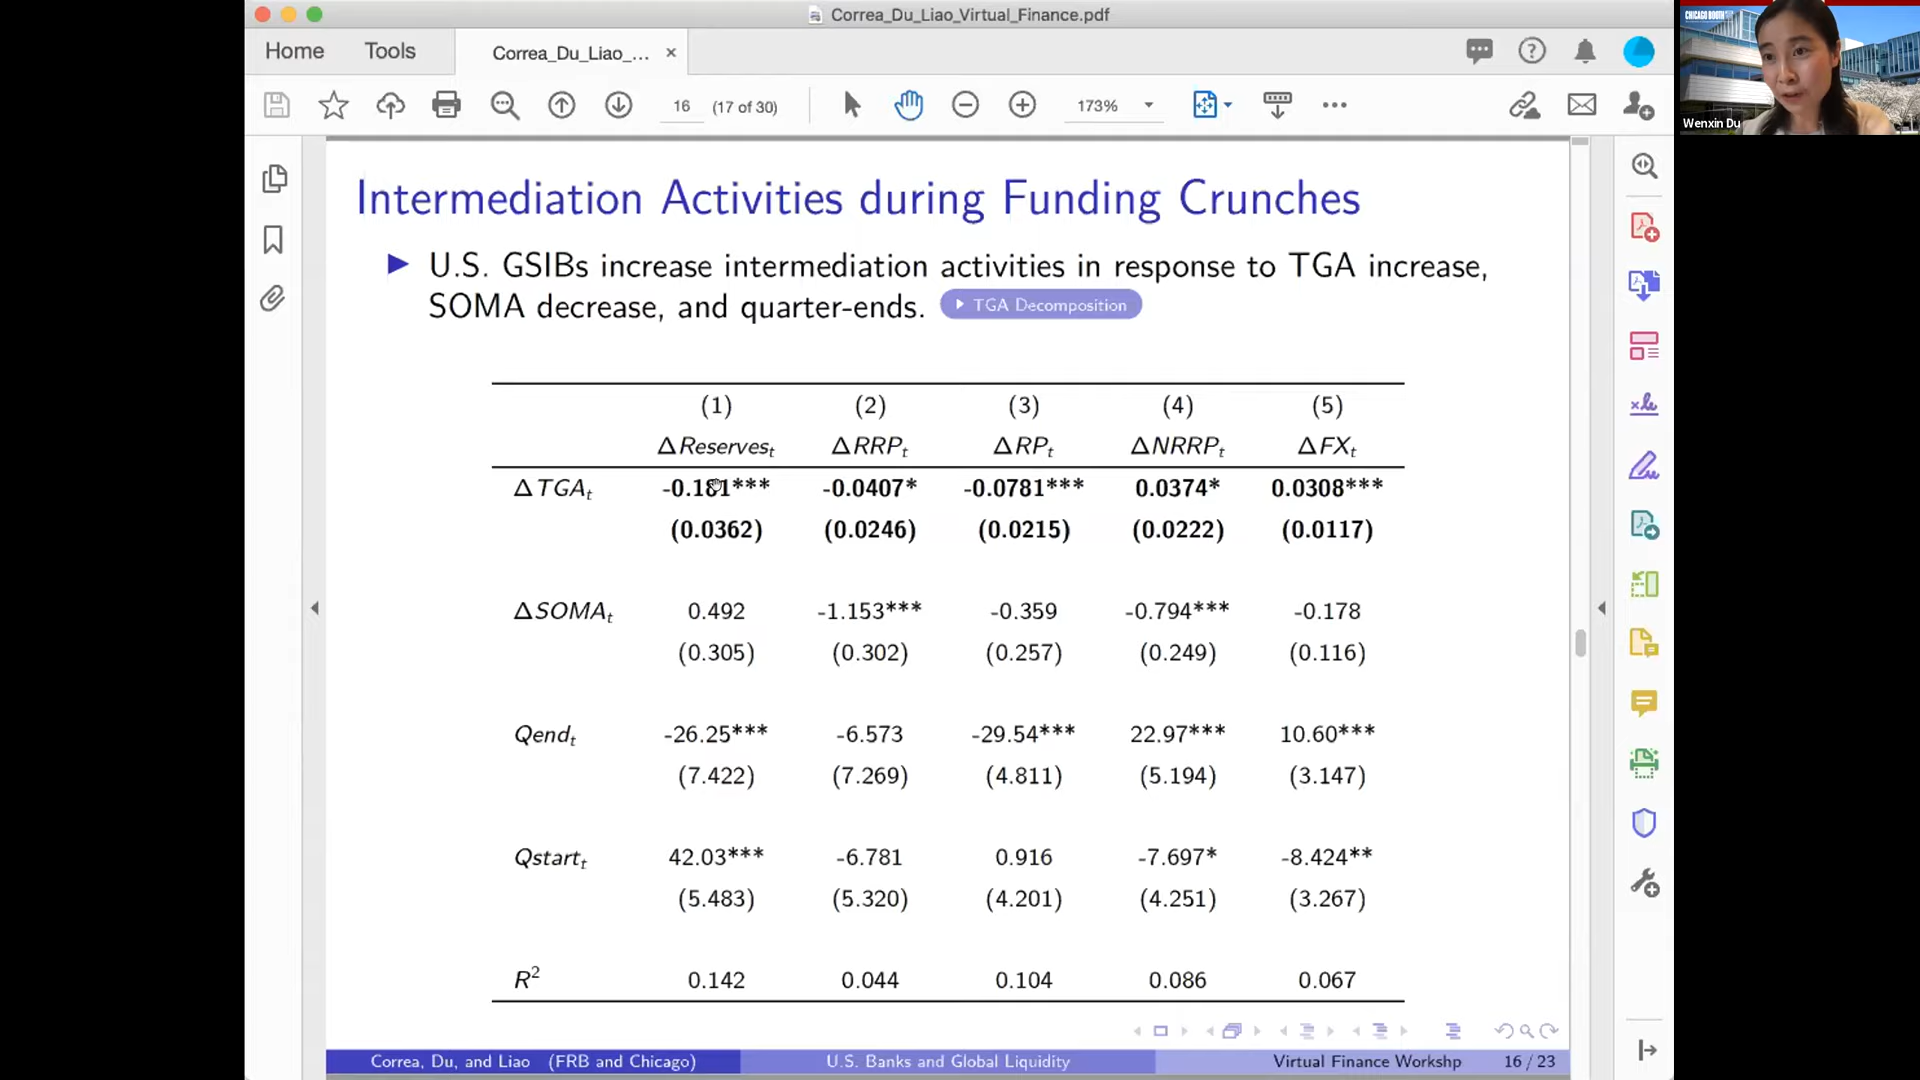 Correa_Du_Liao_Virtual_Finance.pdf
Home Tools Correa_Du_Liao_... ×
16 (17 of 30) 173%
CHICAGO BOOTH
Wenxin Du
Intermediation Activities during Funding Crunches
▶ U.S. GSIBs increase intermediation activities in response to TGA increase,
SOMA decrease, and quarter-ends. TGA Decomposition
(1) (2) (3) (4) (5)
ΔReserves_t ΔRRP_t ΔRP_t ΔNRRP_t ΔFX_t
ΔTGA_t -0.181*** -0.0407* -0.0781*** 0.0374* 0.0308***
(0.0362) (0.0246) (0.0215) (0.0222) (0.0117)
ΔSOMA_t 0.492 -1.153*** -0.359 -0.794*** -0.178
(0.305) (0.302) (0.257) (0.249) (0.116)
Qend_t -26.25*** -6.573 -29.54*** 22.97*** 10.60***
(7.422) (7.269) (4.811) (5.194) (3.147)
Qstart_t 42.03*** -6.781 0.916 -7.697* -8.424**
(5.483) (5.320) (4.201) (4.251) (3.267)
R² 0.142 0.044 0.104 0.086 0.067
Correa, Du, and Liao (FRB and Chicago) U.S. Banks and Global Liquidity Virtual Finance Workshp 16 / 23